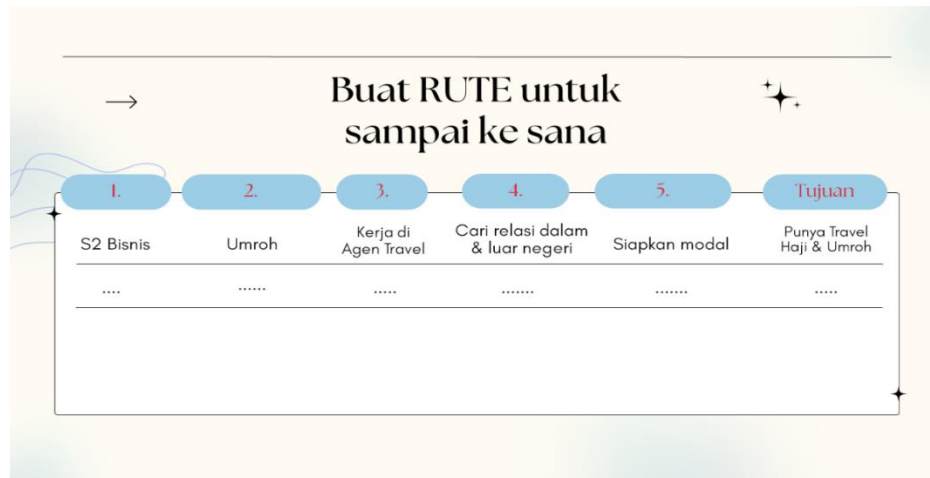 Buat RUTE untuk
sampai ke sana
1. 2. 3. 4. 5. Tujuan
S2 Bisnis
Umroh
Kerja di
Agen Travel
Cari relasi dalam
& luar negeri
Siapkan modal
Punya Travel
Haji & Umroh
.... ...... ..... ....... ....... .....